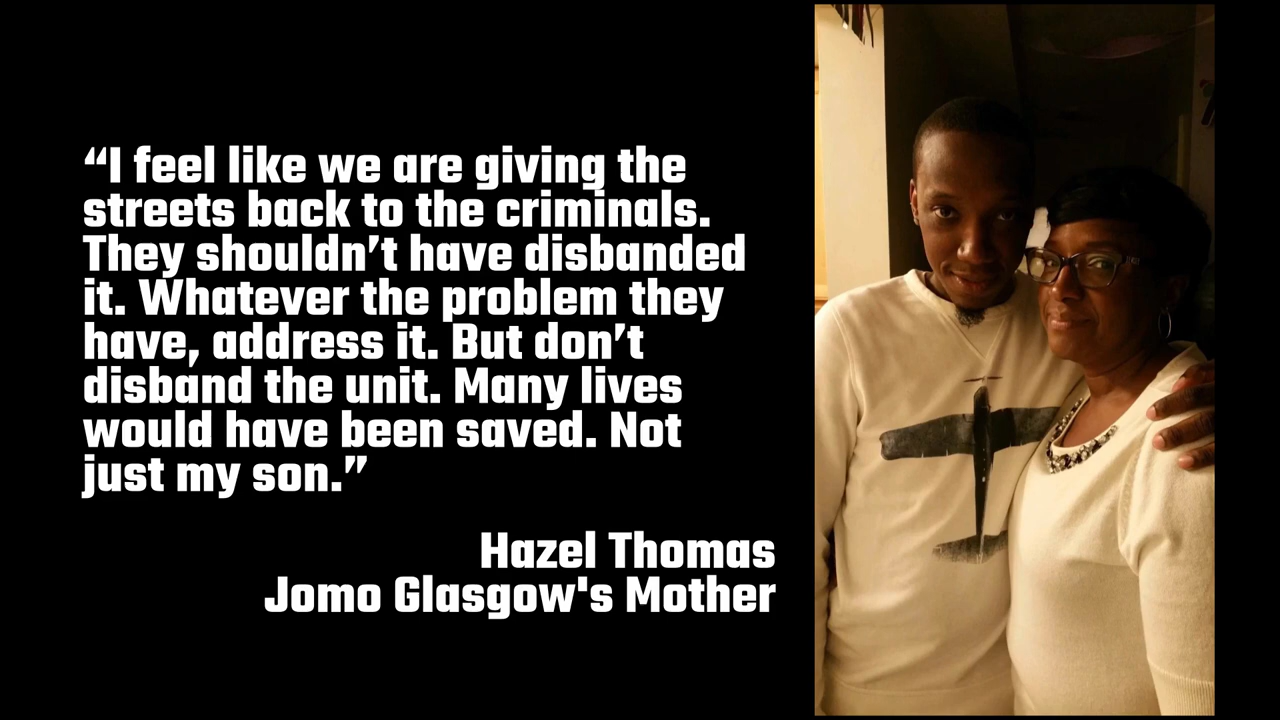 “I feel like we are giving the
streets back to the criminals.
They shouldn’t have disbanded
it. Whatever the problem they
have, address it. But don’t
disband the unit. Many lives
would have been saved. Not
just my son.”
Hazel Thomas
Jomo Glasgow's Mother